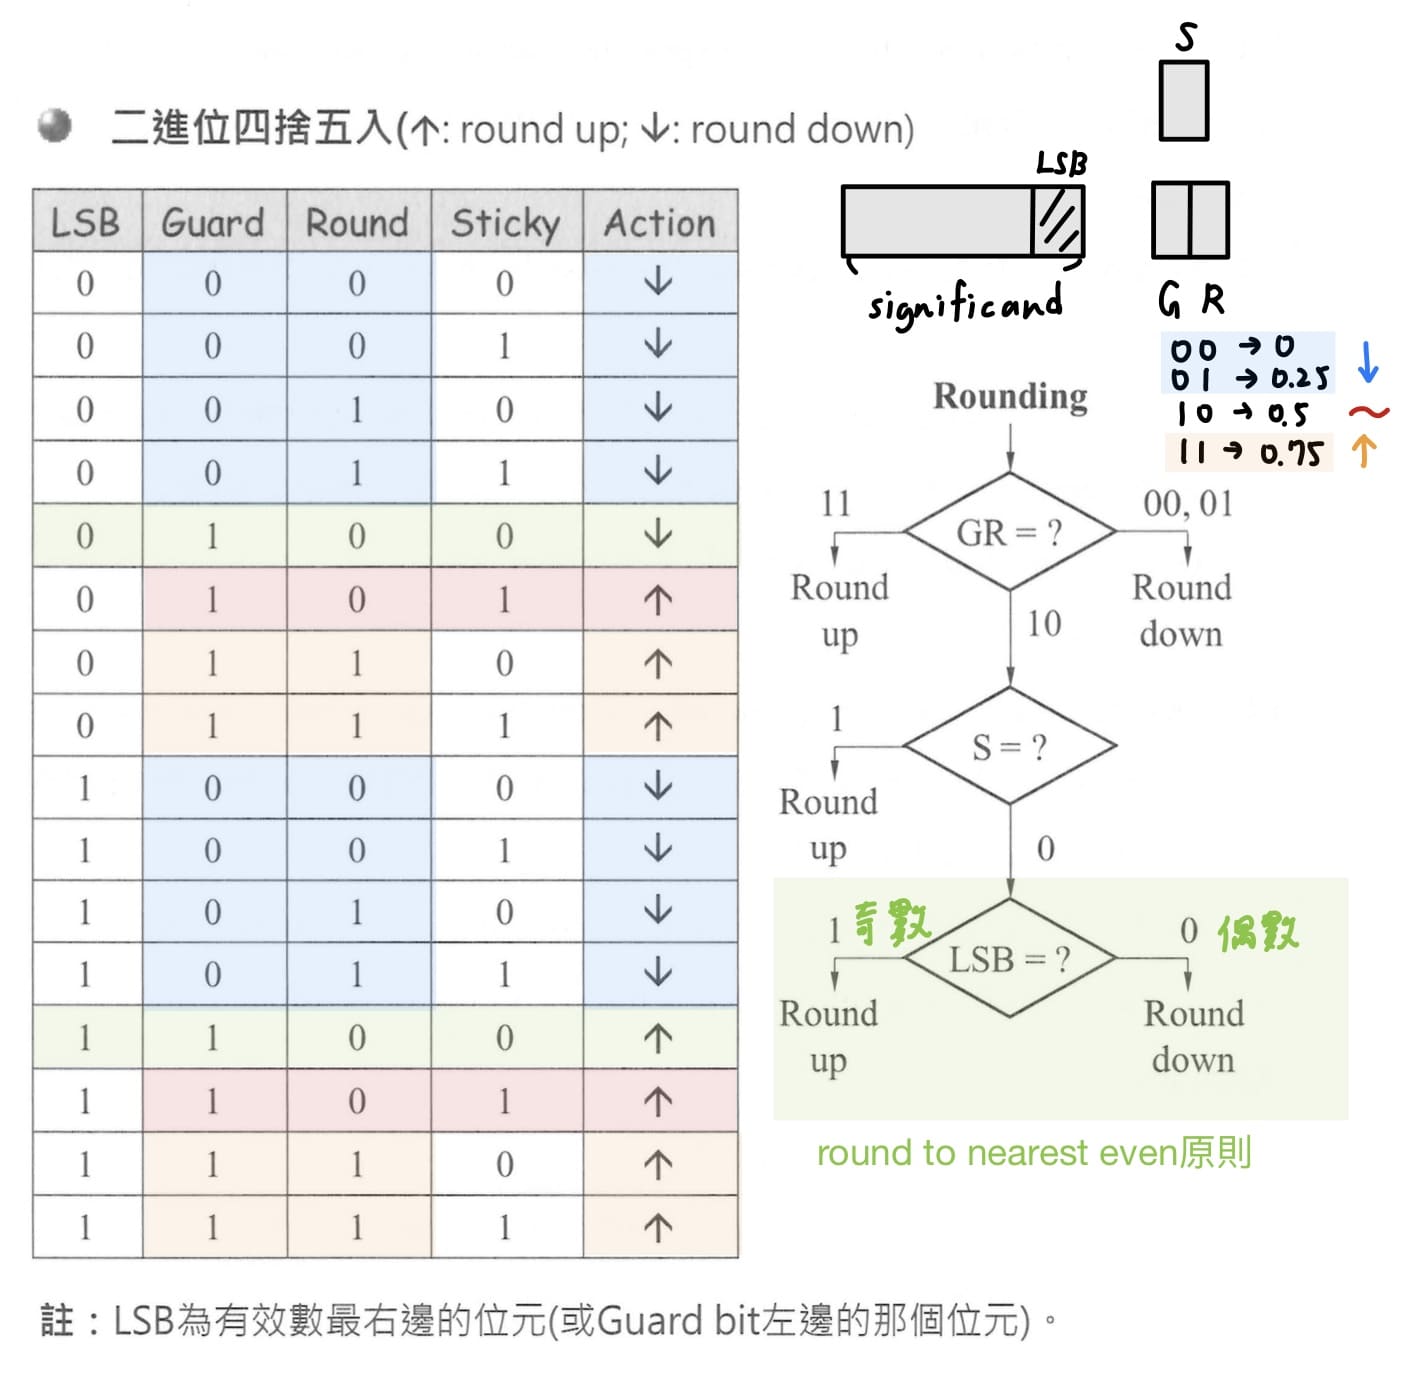 二進位四捨五入(↑: round up; ↓: round down)
LSB Guard Round Sticky Action
0 0 0 0 ↓
0 0 0 1 ↓
0 0 1 0 ↓
0 0 1 1 ↓
0 1 0 0 ↓
0 1 0 1 ↑
0 1 1 0 ↑
0 1 1 1 ↑
1 0 0 0 ↓
1 0 0 1 ↓
1 0 1 0 ↓
1 0 1 1 ↓
1 1 0 0 ↑
1 1 0 1 ↑
1 1 1 0 ↑
1 1 1 1 ↑
S
LSB
significand
G R
00 → 0
01 → 0.25 ↓
10 → 0.5 ~
11 → 0.75 ↑
Rounding
GR = ?
11
Round
up
00, 01
Round
down
10
S = ?
1
Round
up
0
LSB = ?
1 奇數
Round
up
0 偶數
Round
down
round to nearest even原則
註：LSB為有效數最右邊的位元(或Guard bit左邊的那個位元)。